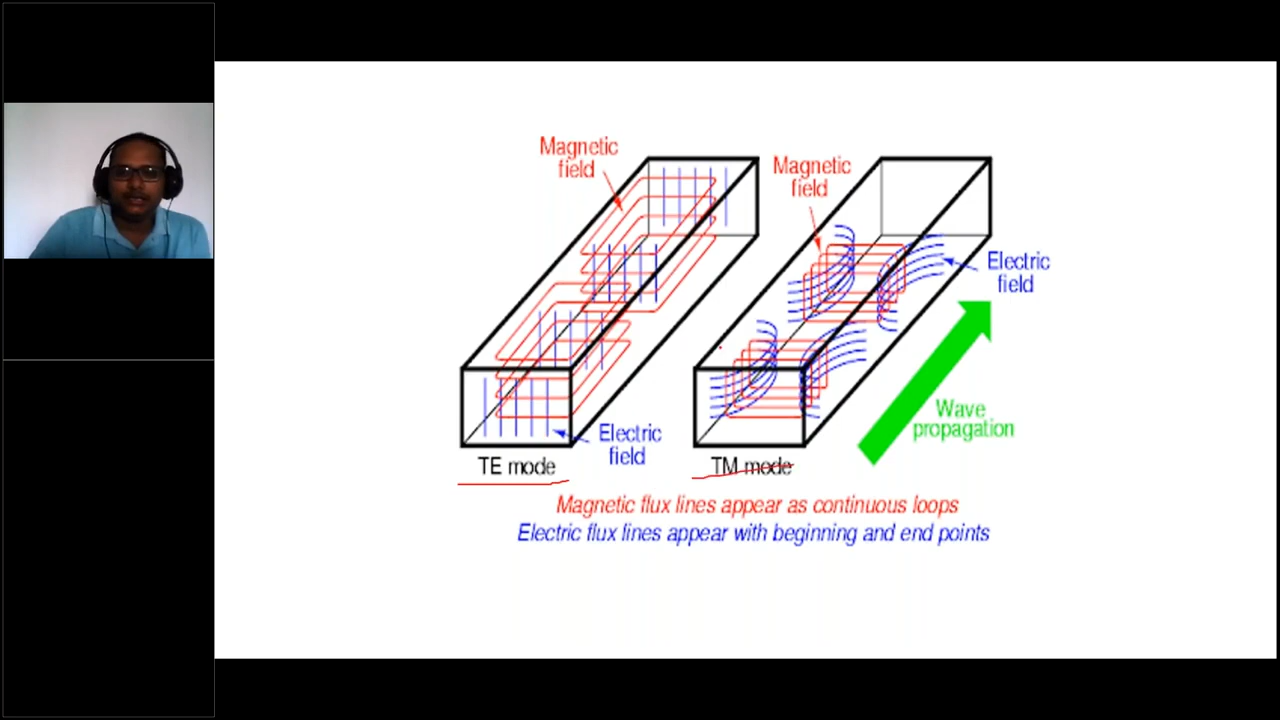 Magnetic
field
Magnetic
field
Electric
field
Wave
propagation
Electric
field
TE mode
TM mode
Magnetic flux lines appear as continuous loops
Electric flux lines appear with beginning and end points